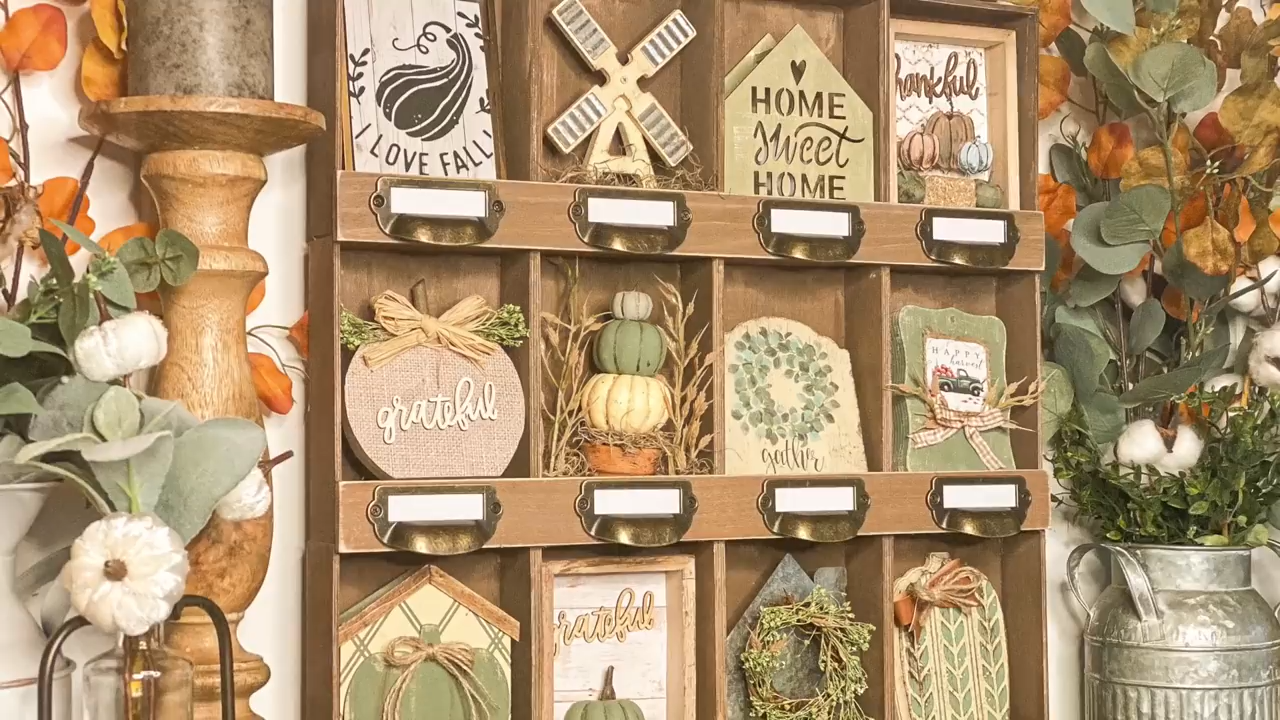 I LOVE FALL
HOME
Sweet
HOME
thankful
grateful
gather
HAPPY
harvest
grateful